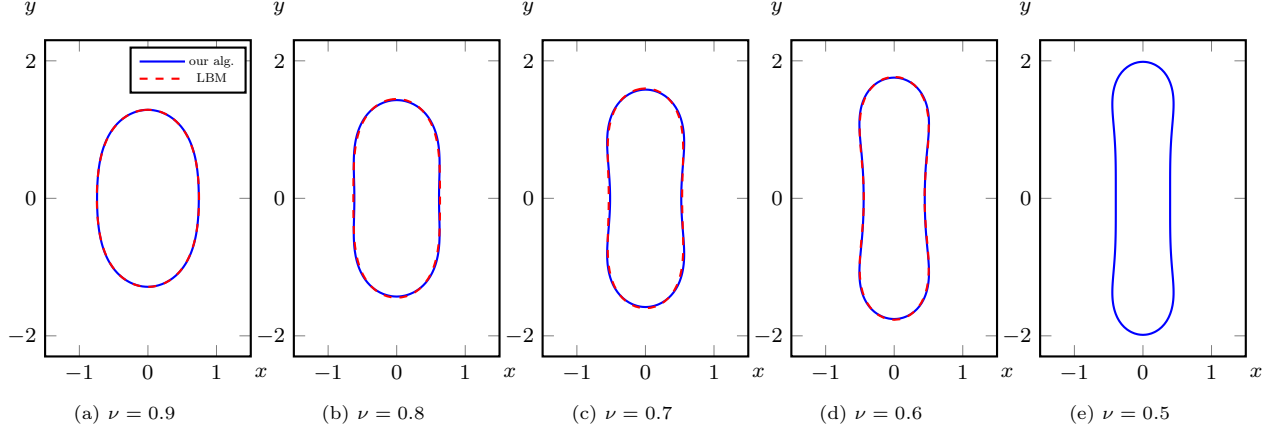 y y y y
2 2 2 2 2
our alg.
LBM
0 0 0 0 0
−2 −2 −2 −2 −2
−1 0 1 x −1 0 1 x −1 0 1 x −1 0 1 x −1 0 1 x
(a) ν = 0.9 (b) ν = 0.8 (c) ν = 0.7 (d) ν = 0.6 (e) ν = 0.5